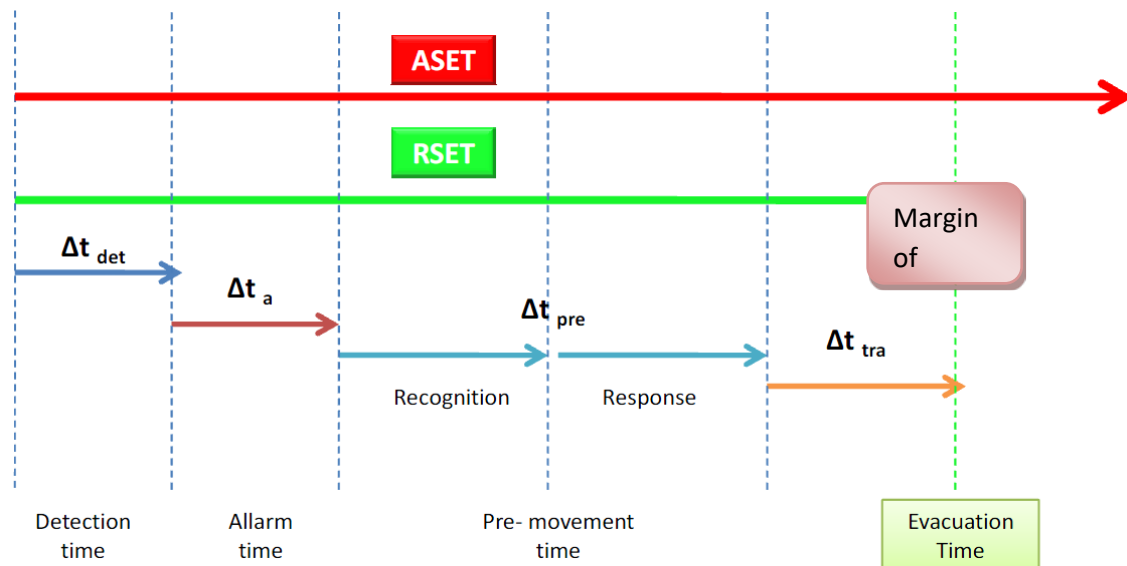 ASET
RSET
Margin
of
Δt det
Δt a
Δt pre
Δt tra
Recognition
Response
Detection
time
Allarm
time
Pre- movement
time
Evacuation
Time